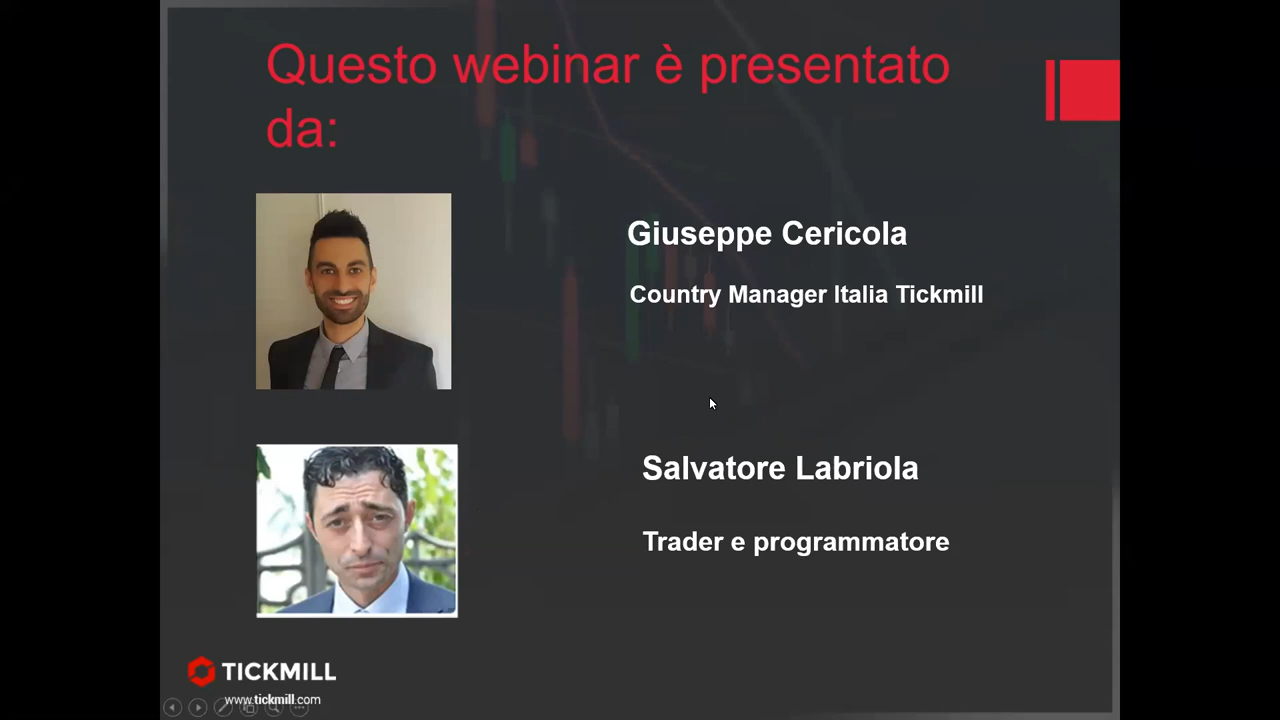 Questo webinar è presentato
da:
Giuseppe Cericola
Country Manager Italia Tickmill
Salvatore Labriola
Trader e programmatore
TICKMILL
www.tickmill.com